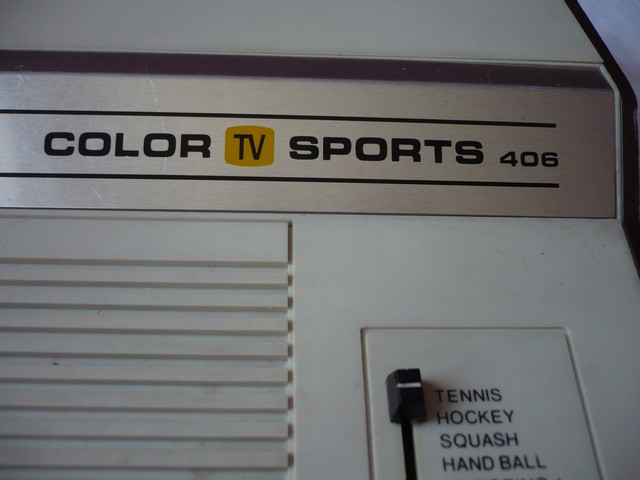 COLOR TV SPORTS 406
TENNIS
HOCKEY
SQUASH
HAND BALL